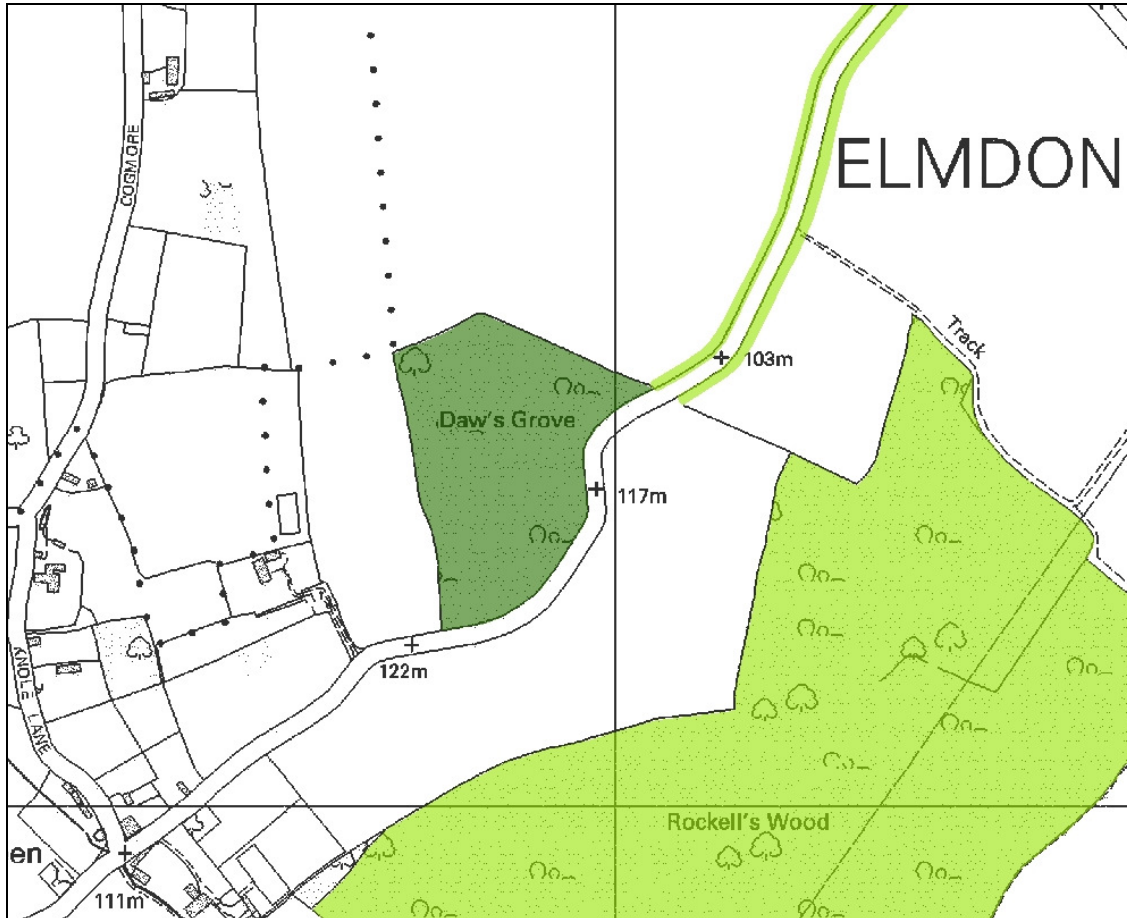 COGMORE
ELMDON
Track
103m
Daw's Grove
117m
122m
KNOLE LANE
Rockell's Wood
en
111m